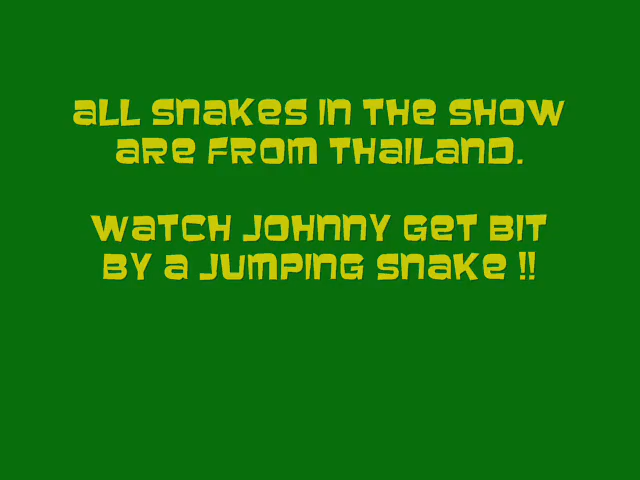 ALL SNAKES IN THE SHOW
ARE FROM THAILAND.
WATCH JOHNNY GET BIT
BY A JUMPING SNAKE !!